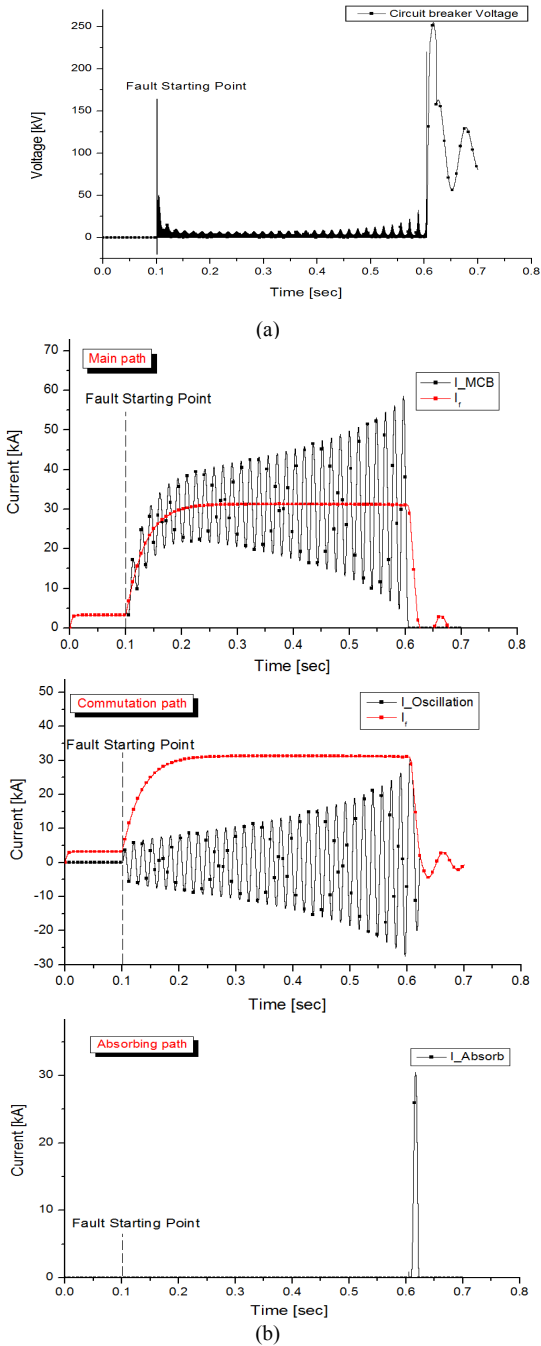 Circuit breaker Voltage
Fault Starting Point
Voltage [kV]
250
200
150
100
50
0
0.0 0.1 0.2 0.3 0.4 0.5 0.6 0.7 0.8
Time [sec]
(a)
Main path
I_MCB
I_r
Fault Starting Point
Current [kA]
70
60
50
40
30
20
10
0
0.0 0.1 0.2 0.3 0.4 0.5 0.6 0.7 0.8
Time [sec]
Commutation path
I_Oscillation
I_r
Fault Starting Point
Current [kA]
50
40
30
20
10
0
-10
-20
-30
0.0 0.1 0.2 0.3 0.4 0.5 0.6 0.7 0.8
Time [sec]
Absorbing path
I_Absorb
Fault Starting Point
Current [kA]
30
20
10
0
0.0 0.1 0.2 0.3 0.4 0.5 0.6 0.7 0.8
Time [sec]
(b)